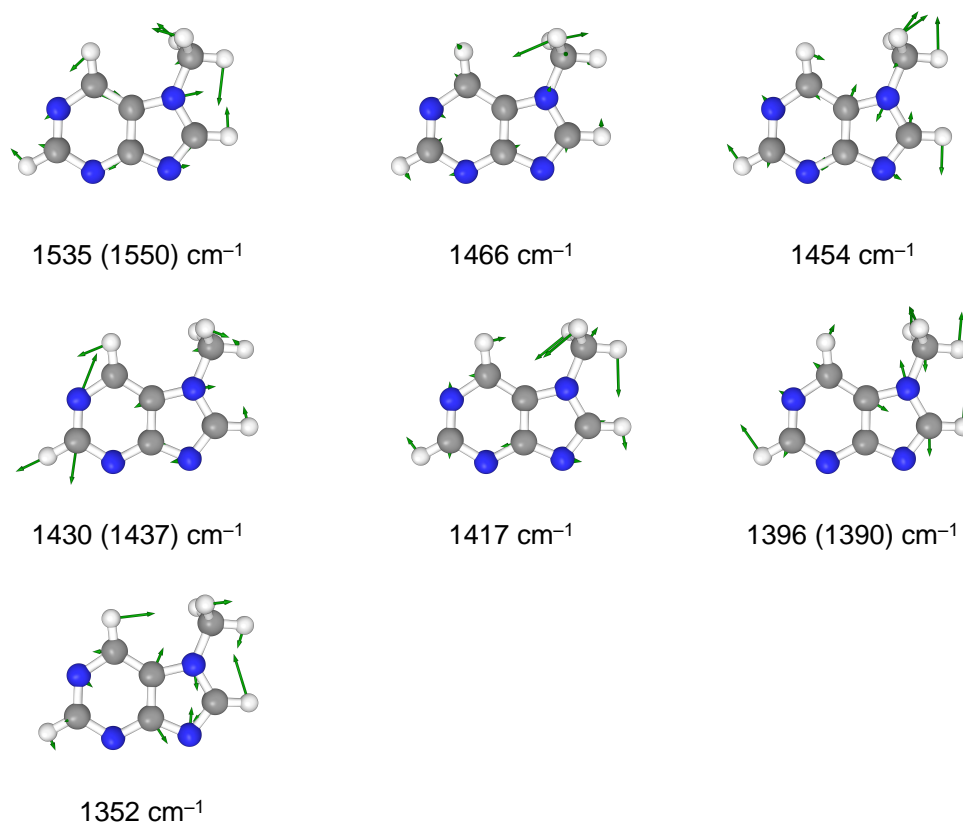 1535 (1550) cm⁻¹
1466 cm⁻¹
1454 cm⁻¹
1430 (1437) cm⁻¹
1417 cm⁻¹
1396 (1390) cm⁻¹
1352 cm⁻¹